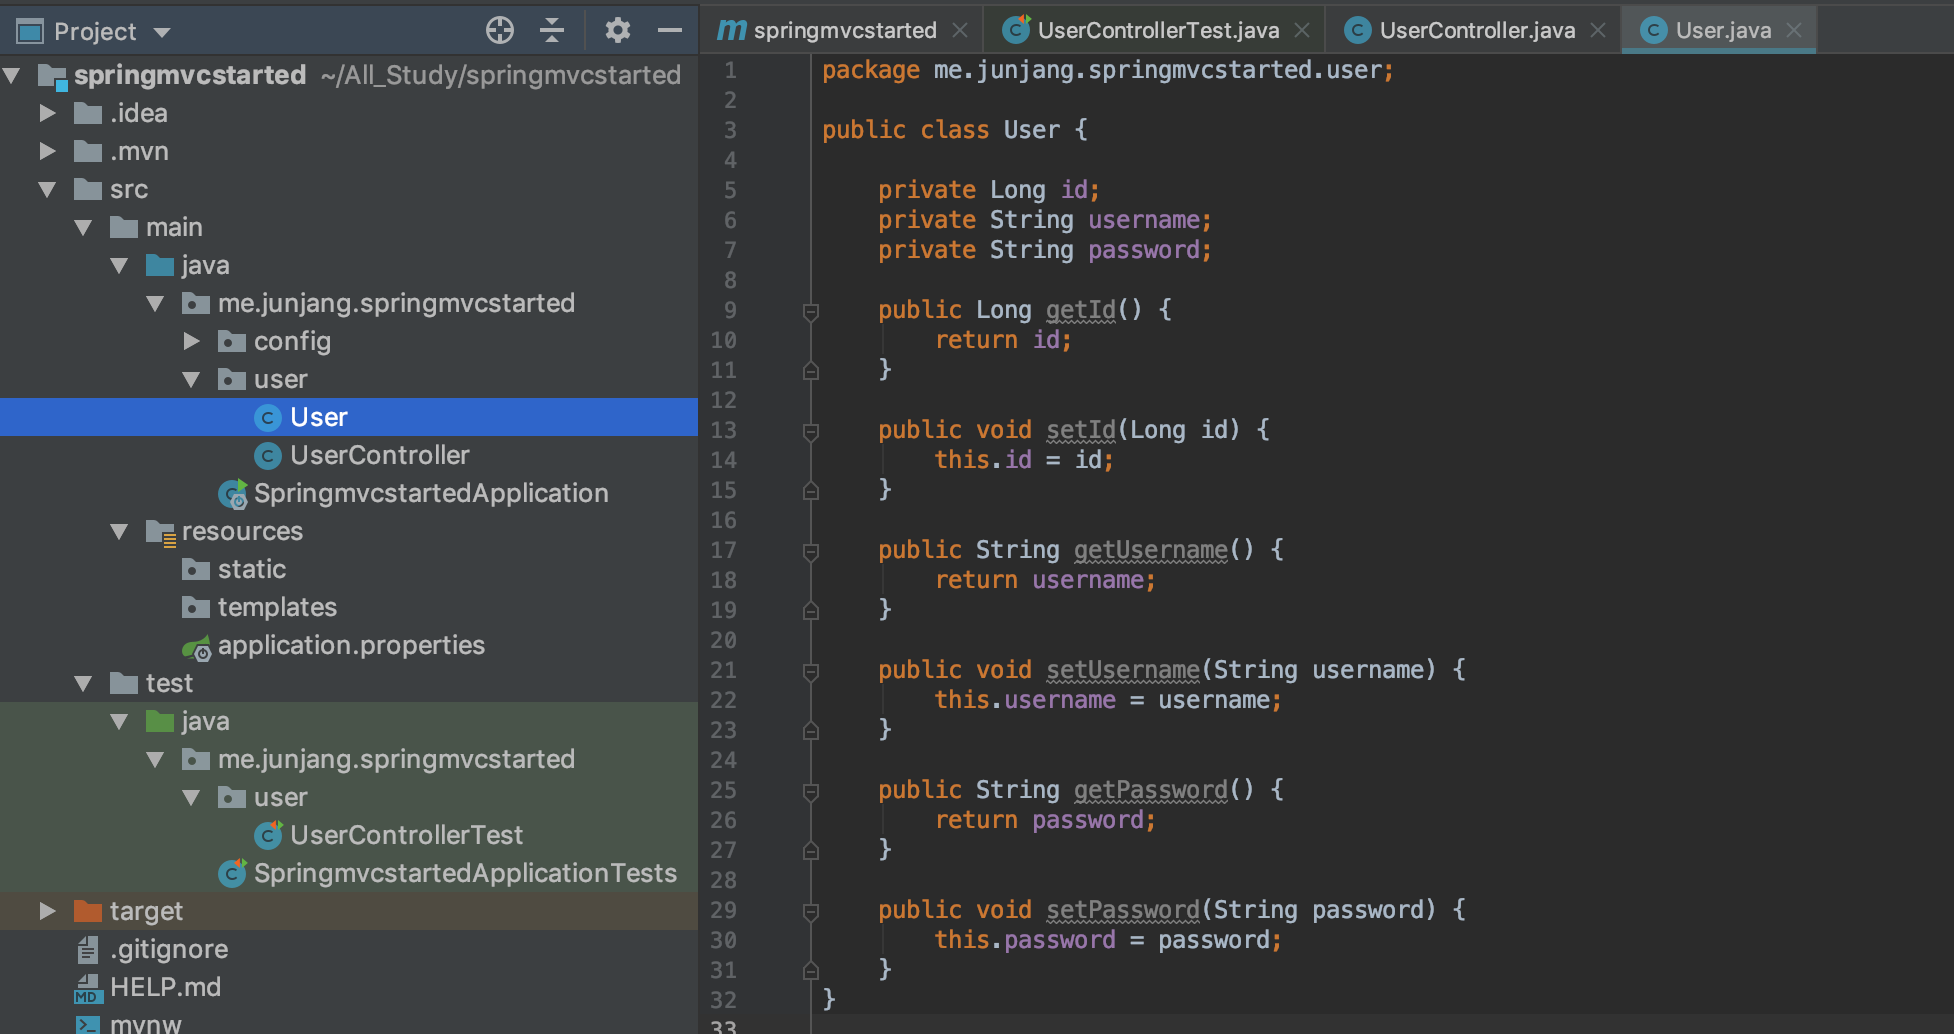 Project
springmvcstarted ~/All_Study/springmvcstarted
.idea
.mvn
src
main
java
me.junjang.springmvcstarted
config
user
User
UserController
SpringmvcstartedApplication
resources
static
templates
application.properties
test
java
me.junjang.springmvcstarted
user
UserControllerTest
SpringmvcstartedApplicationTests
target
.gitignore
HELP.md
mvnw
springmvcstarted UserControllerTest.java UserController.java User.java
1 package me.junjang.springmvcstarted.user;
2
3 public class User {
4
5     private Long id;
6     private String username;
7     private String password;
8
9     public Long getId() {
10         return id;
11     }
12
13     public void setId(Long id) {
14         this.id = id;
15     }
16
17     public String getUsername() {
18         return username;
19     }
20
21     public void setUsername(String username) {
22         this.username = username;
23     }
24
25     public String getPassword() {
26         return password;
27     }
28
29     public void setPassword(String password) {
30         this.password = password;
31     }
32 }
33